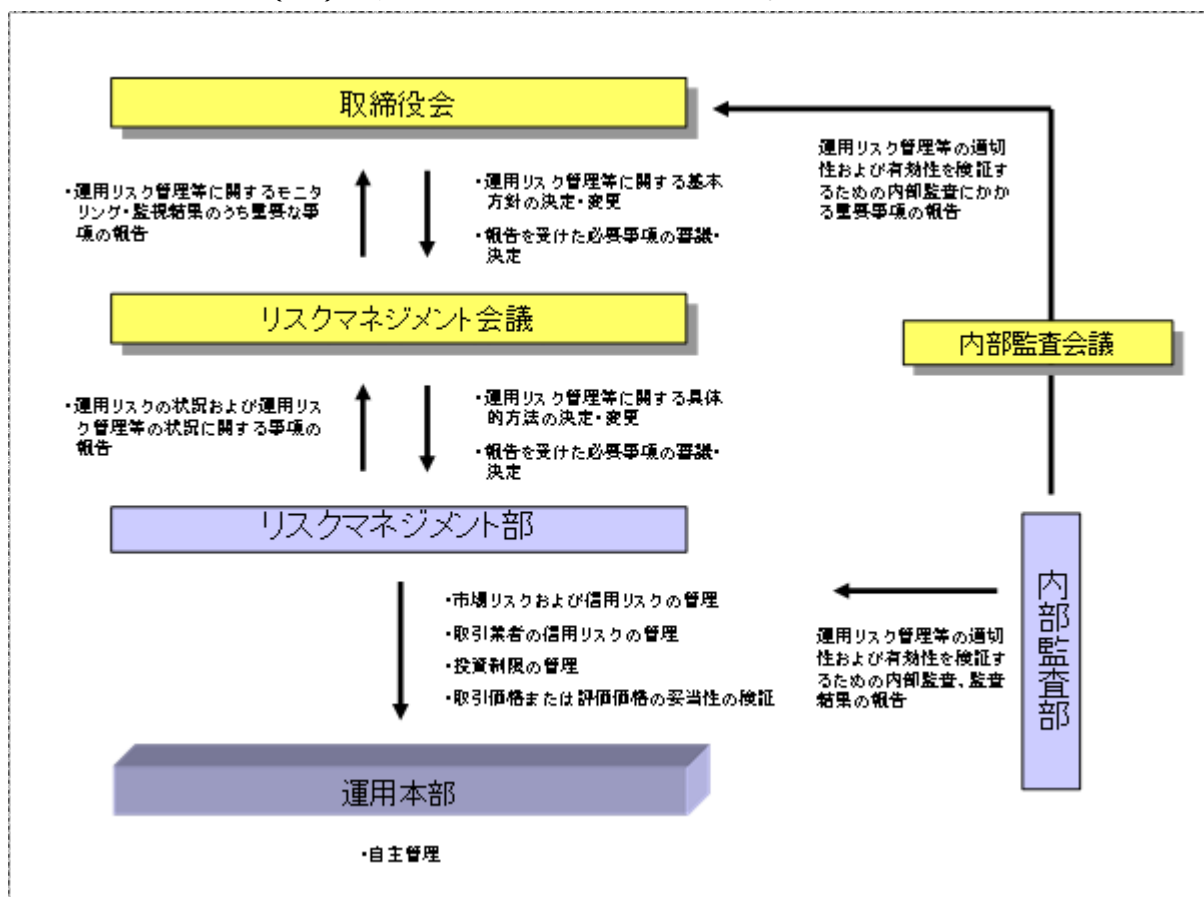 取締役会
・運用リスク管理等に関するモニタ
リング・監視結果のうち重要な事
項の報告
・運用リスク管理等に関する基本
方針の決定・変更
・報告を受けた必要事項の審議・
決定
運用リスク管理等の適切
性および有効性を検証す
るための内部監査にかか
る重要事項の報告
リスクマネジメント会議
内部監査会議
・運用リスクの状況および運用リス
ク管理等の状況に関する事項の
報告
・運用リスク管理等に関する具体
的方法の決定・変更
・報告を受けた必要事項の審議・
決定
リスクマネジメント部
内部監査部
・市場リスクおよび信用リスクの管理
・取引業者の信用リスクの管理
・投資制限の管理
・取引価格または評価価格の妥当性の検証
運用リスク管理等の適切
性および有効性を検証す
るための内部監査、監査
結果の報告
運用本部
・自主管理